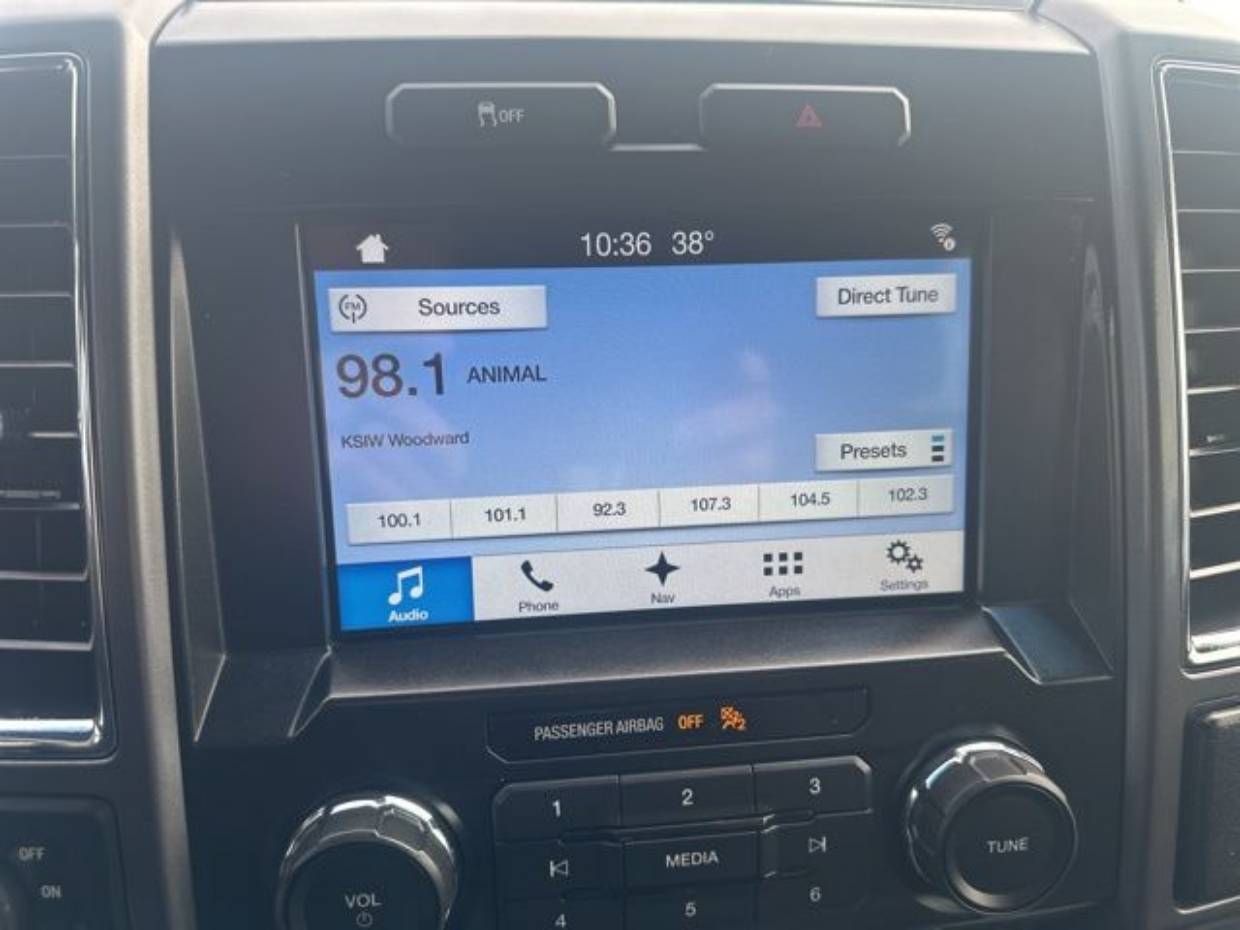 OFF
10:36 38°
FM Sources
Direct Tune
98.1 ANIMAL
KSIW Woodward
Presets
100.1 101.1 92.3 107.3 104.5 102.3
Audio Phone Nav Apps Settings
PASSENGER AIRBAG OFF 2
1 2 3
MEDIA
4 5 6
VOL
TUNE
OFF
ON